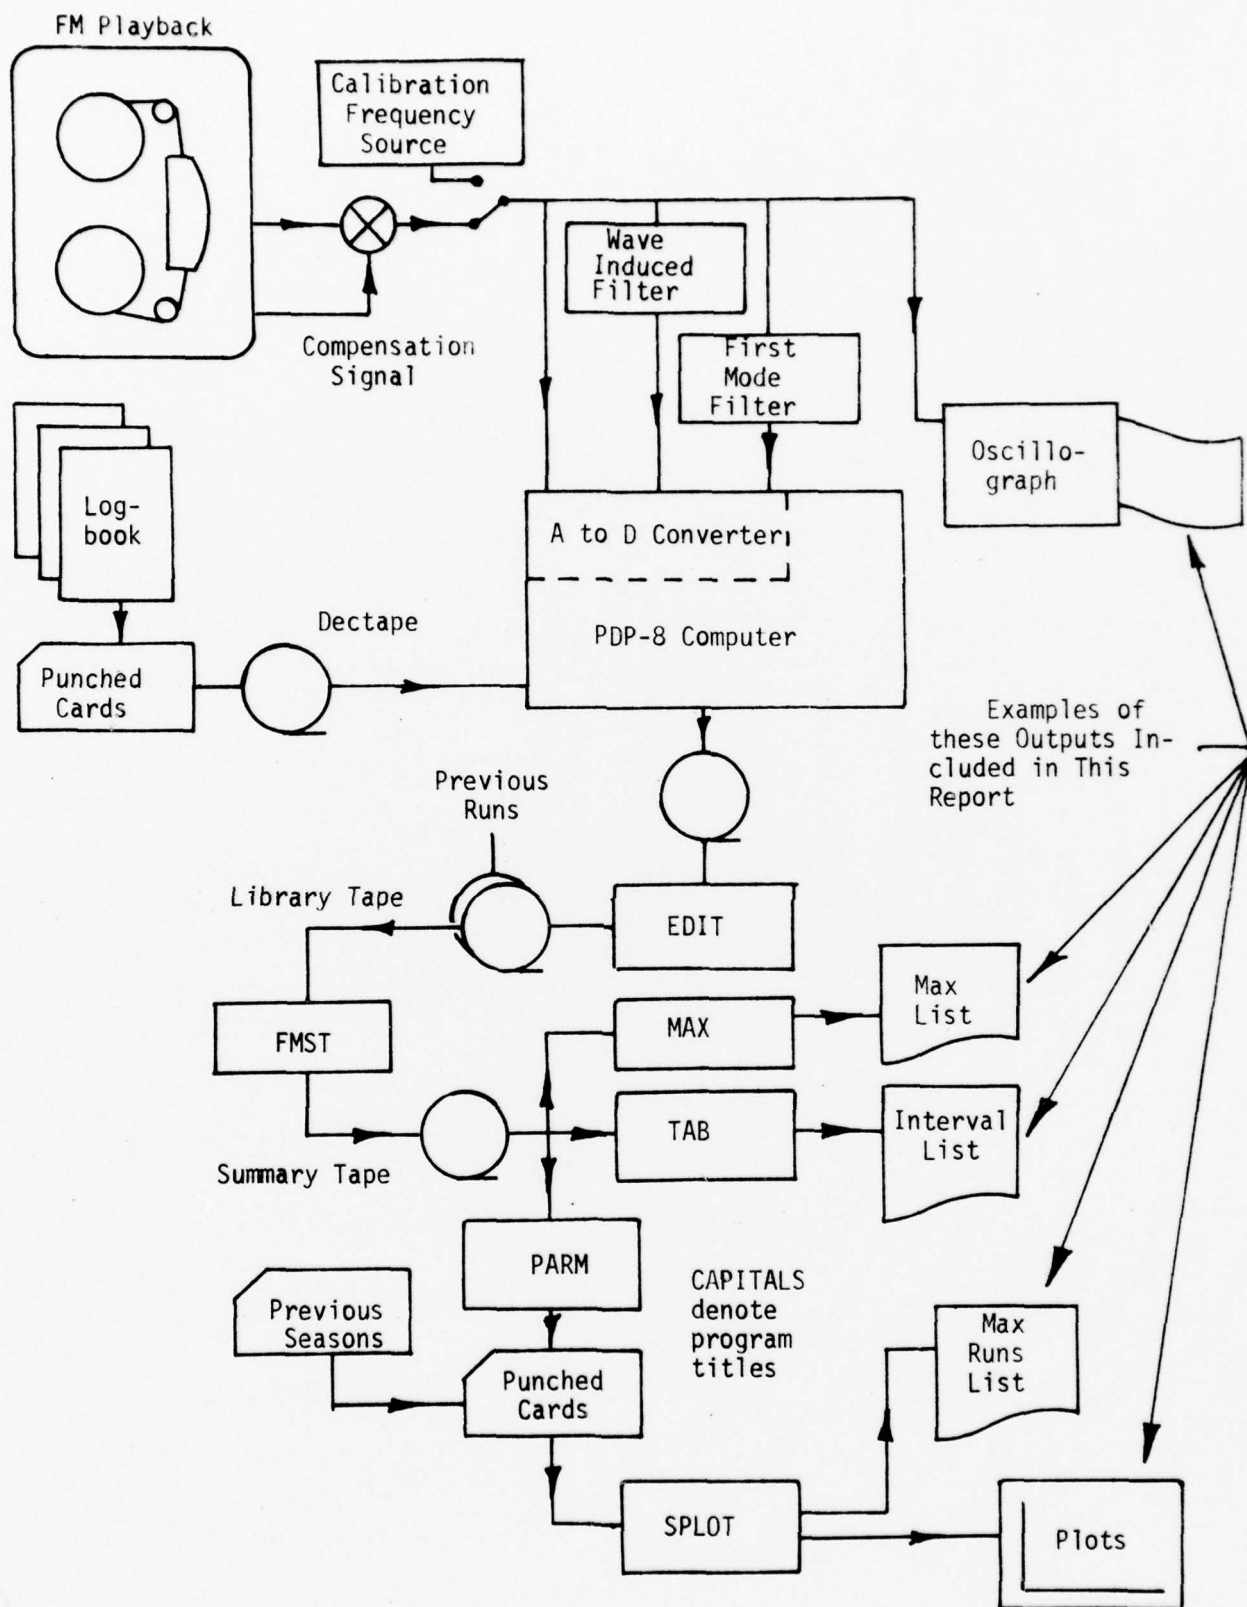 FM Playback
Calibration
Frequency
Source
Wave
Induced
Filter
Compensation
Signal
First
Mode
Filter
Oscillo-
graph
Log-
book
A to D Converter
Dectape
PDP-8 Computer
Punched
Cards
Examples of
these Outputs In-
cluded in This
Report
Previous
Runs
Library Tape
EDIT
Max
List
MAX
FMST
Interval
List
TAB
Summary Tape
PARM
CAPITALS
denote
program
titles
Previous
Seasons
Max
Runs
List
Punched
Cards
SPLOT
Plots